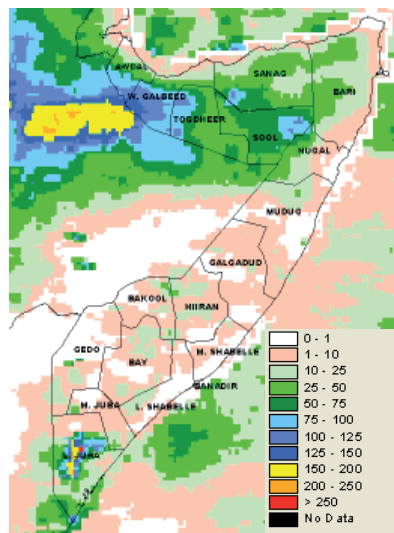 AWDAL
SANAG
BARI
W. GALBEED
TOGDHEER
SOOL
NUGAL
MUDUG
GALGADUD
BAKOOL
HIIRAN
GEDO
BAY
M. SHABELLE
BANADIR
M. JUBA
L. SHABELLE
L. JUBA
0 - 1
1 - 10
10 - 25
25 - 50
50 - 75
75 - 100
100 - 125
125 - 150
150 - 200
200 - 250
> 250
No Data